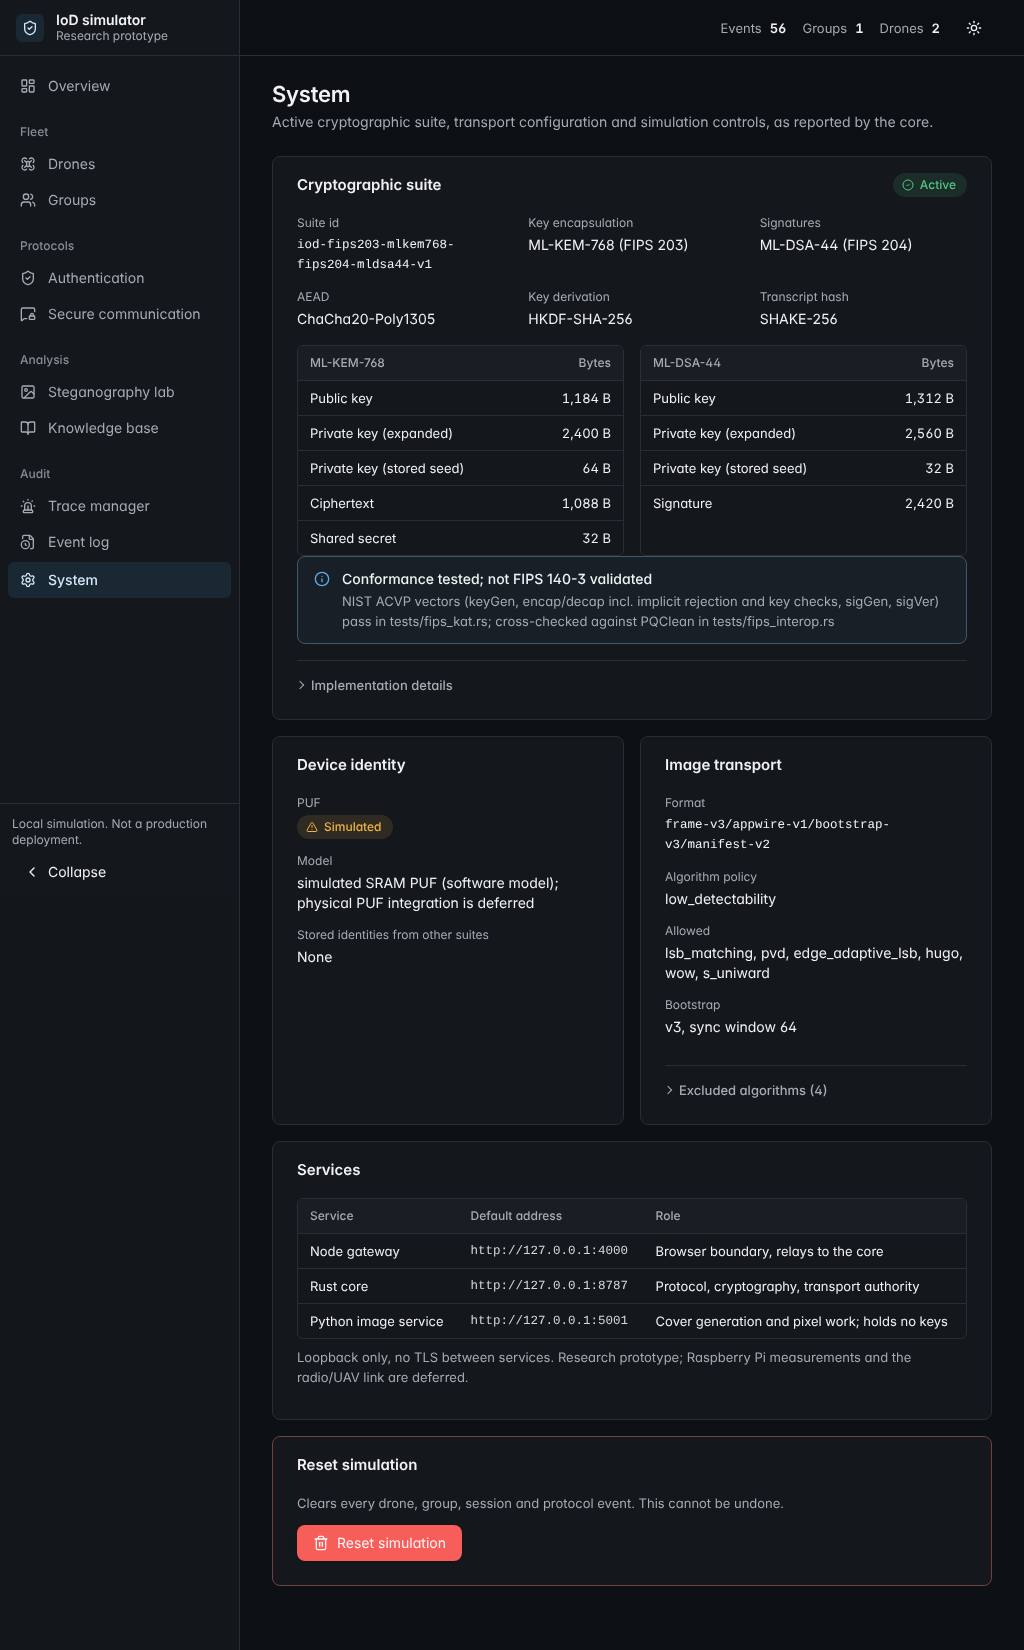 IoD simulator
Research prototype
Events 56 Groups 1 Drones 2
Overview
Fleet
Drones
Groups
Protocols
Authentication
Secure communication
Analysis
Steganography lab
Knowledge base
Audit
Trace manager
Event log
System
Local simulation. Not a production
deployment.
Collapse
System
Active cryptographic suite, transport configuration and simulation controls, as reported by the core.
Cryptographic suite
Active
Suite id
iod-fips203-mlkem768-
fips204-mldsa44-v1
Key encapsulation
ML-KEM-768 (FIPS 203)
Signatures
ML-DSA-44 (FIPS 204)
AEAD
ChaCha20-Poly1305
Key derivation
HKDF-SHA-256
Transcript hash
SHAKE-256
ML-KEM-768 Bytes
Public key 1,184 B
Private key (expanded) 2,400 B
Private key (stored seed) 64 B
Ciphertext 1,088 B
Shared secret 32 B
ML-DSA-44 Bytes
Public key 1,312 B
Private key (expanded) 2,560 B
Private key (stored seed) 32 B
Signature 2,420 B
Conformance tested; not FIPS 140-3 validated
NIST ACVP vectors (keyGen, encap/decap incl. implicit rejection and key checks, sigGen, sigVer)
pass in tests/fips_kat.rs; cross-checked against PQClean in tests/fips_interop.rs
Implementation details
Device identity
PUF
Simulated
Model
simulated SRAM PUF (software model);
physical PUF integration is deferred
Stored identities from other suites
None
Image transport
Format
frame-v3/appwire-v1/bootstrap-
v3/manifest-v2
Algorithm policy
low_detectability
Allowed
lsb_matching, pvd, edge_adaptive_lsb, hugo,
wow, s_uniward
Bootstrap
v3, sync window 64
Excluded algorithms (4)
Services
Service Default address Role
Node gateway http://127.0.0.1:4000 Browser boundary, relays to the core
Rust core http://127.0.0.1:8787 Protocol, cryptography, transport authority
Python image service http://127.0.0.1:5001 Cover generation and pixel work; holds no keys
Loopback only, no TLS between services. Research prototype; Raspberry Pi measurements and the
radio/UAV link are deferred.
Reset simulation
Clears every drone, group, session and protocol event. This cannot be undone.
Reset simulation